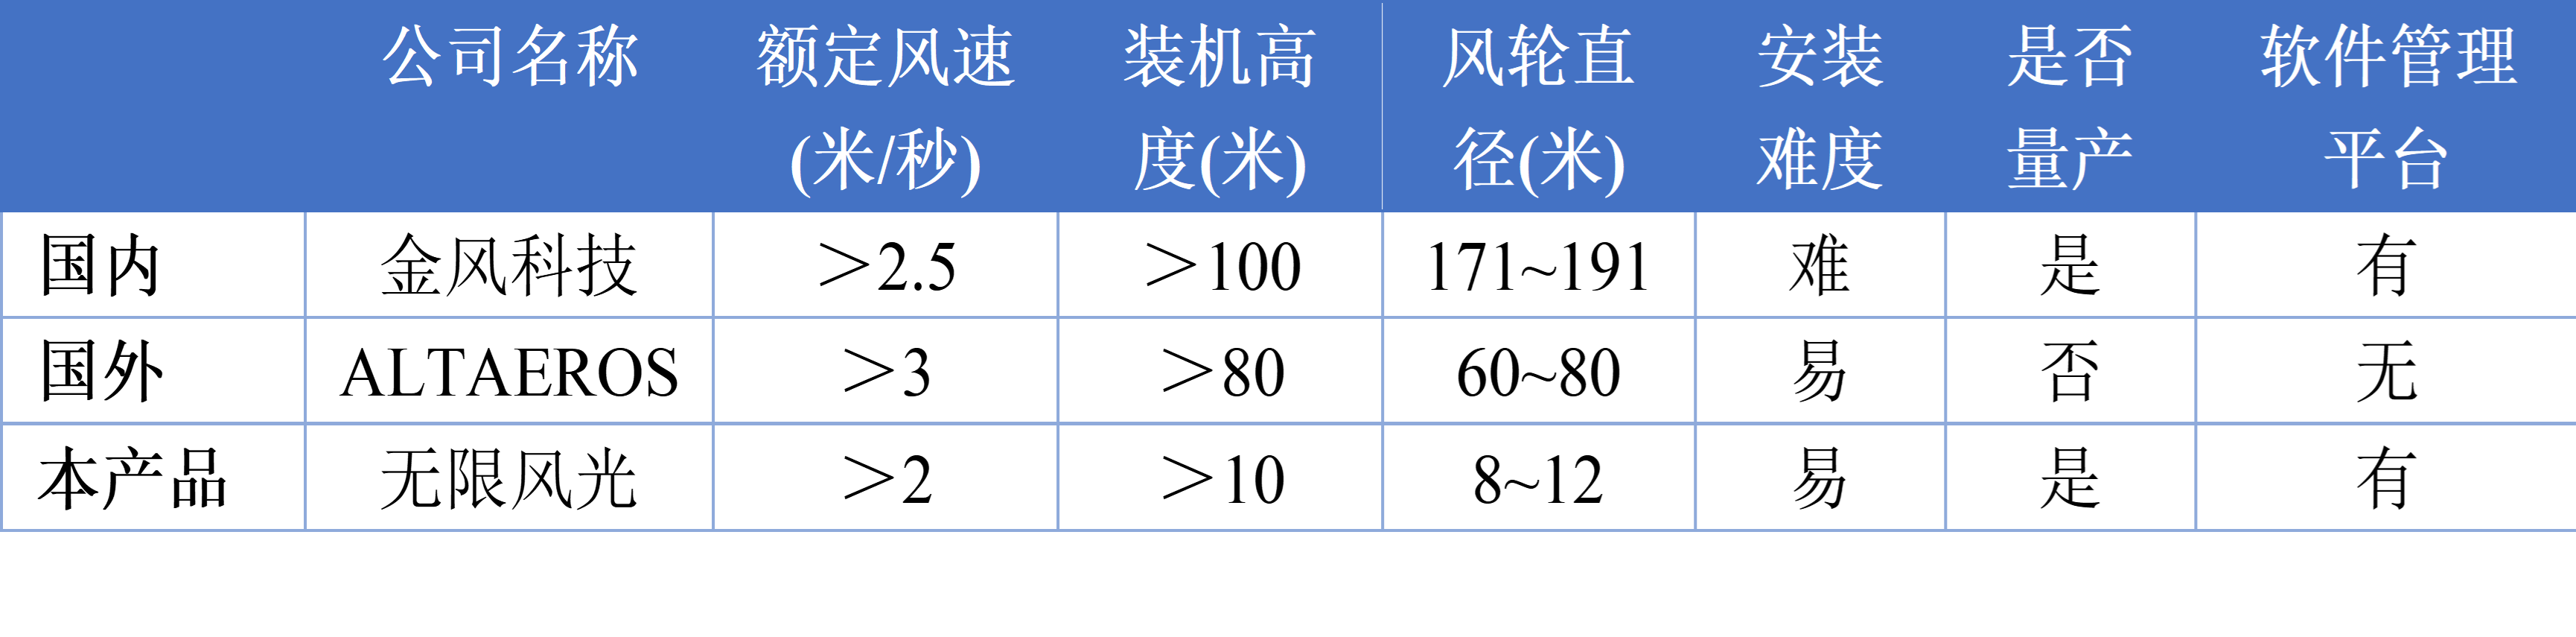 公司名称 额定风速 装机高 风轮直 安装 是否 软件管理
(米/秒) 度(米) 径(米) 难度 量产 平台
国内 金风科技 >2.5 >100 171~191 难 是 有
国外 ALTAEROS >3 >80 60~80 易 否 无
本产品 无限风光 >2 >10 8~12 易 是 有